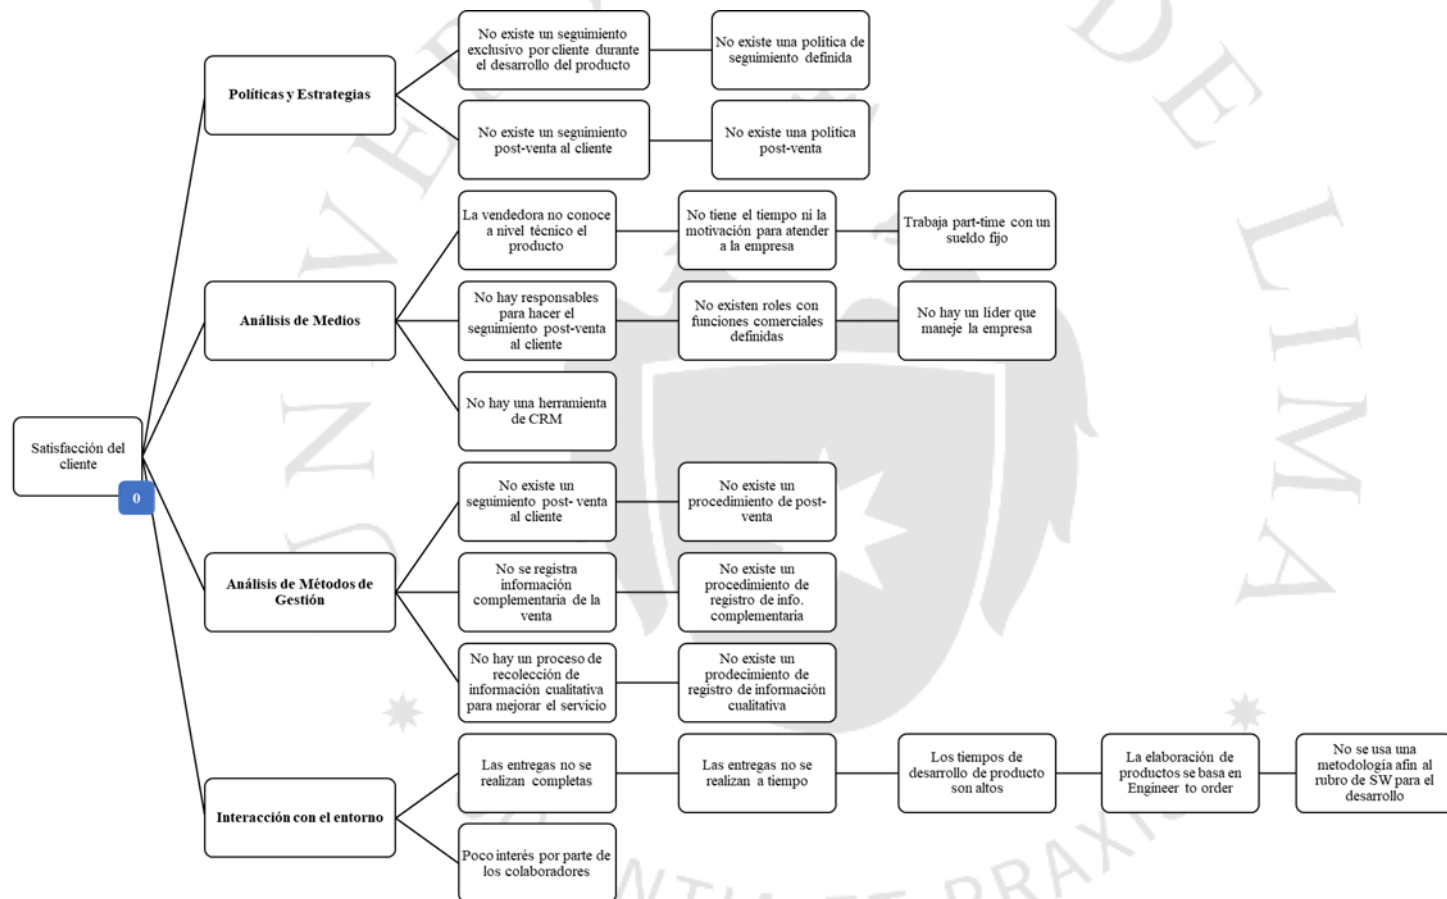 No existe un seguimiento
exclusivo por cliente durante
el desarrollo del producto
No existe una política de
seguimiento definida
Políticas y Estrategias
No existe un seguimiento
post-venta al cliente
No existe una política
post-venta
La vendedora no conoce
a nivel técnico el
producto
No tiene el tiempo ni la
motivación para atender
a la empresa
Trabaja part-time con un
sueldo fijo
Análisis de Medios
No hay responsables
para hacer el
seguimiento post-venta
al cliente
No existen roles con
funciones comerciales
definidas
No hay un líder que
maneje la empresa
No hay una herramienta
de CRM
Satisfacción del
cliente
0
No existe un
seguimiento post- venta
al cliente
No existe un
procedimiento de post-
venta
Análisis de Métodos de
Gestión
No se registra
información
complementaria de la
venta
No existe un
procedimiento de
registro de info.
complementaria
No hay un proceso de
recolección de
información cualitativa
para mejorar el servicio
No existe un
prodecimiento de
registro de información
cualitativa
Interacción con el entorno
Las entregas no se
realizan completas
Las entregas no se
realizan a tiempo
Los tiempos de
desarrollo de producto
son altos
La elaboración de
productos se basa en
Engineer to order
No se usa una
metodología afin al
rubro de SW para el
desarrollo
Poco interés por parte de
los colaboradores
DE LIMA
ET PRAXIS